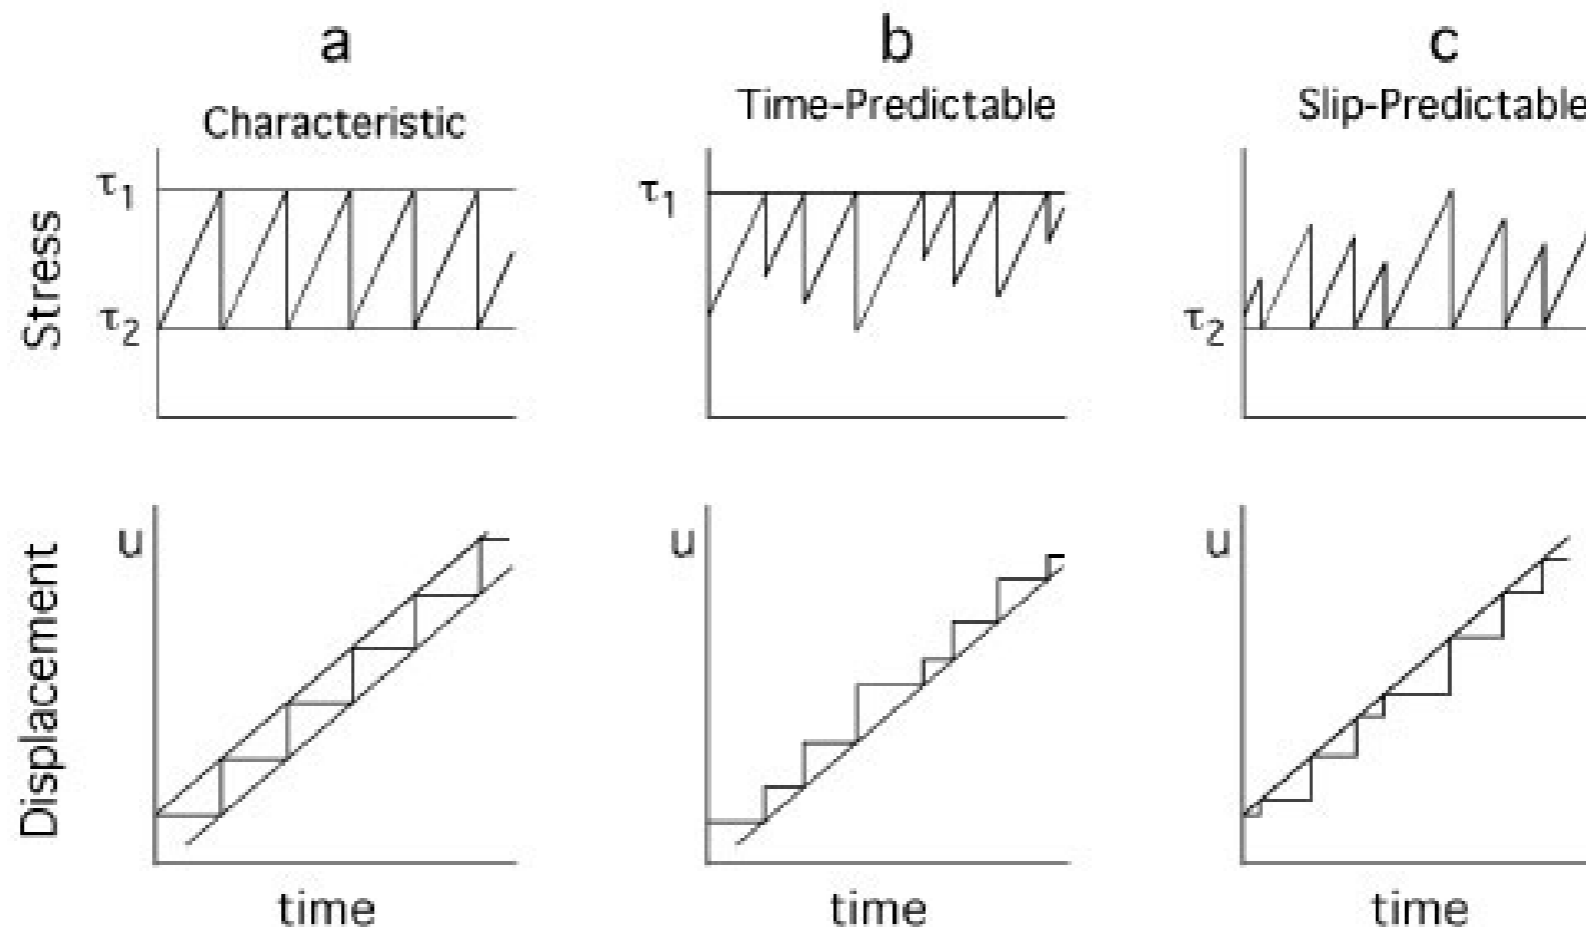 a
Characteristic
τ1
τ2
Stress
b
Time-Predictable
τ1
c
Slip-Predictable
τ2
u
Displacement
time
u
time
u
time